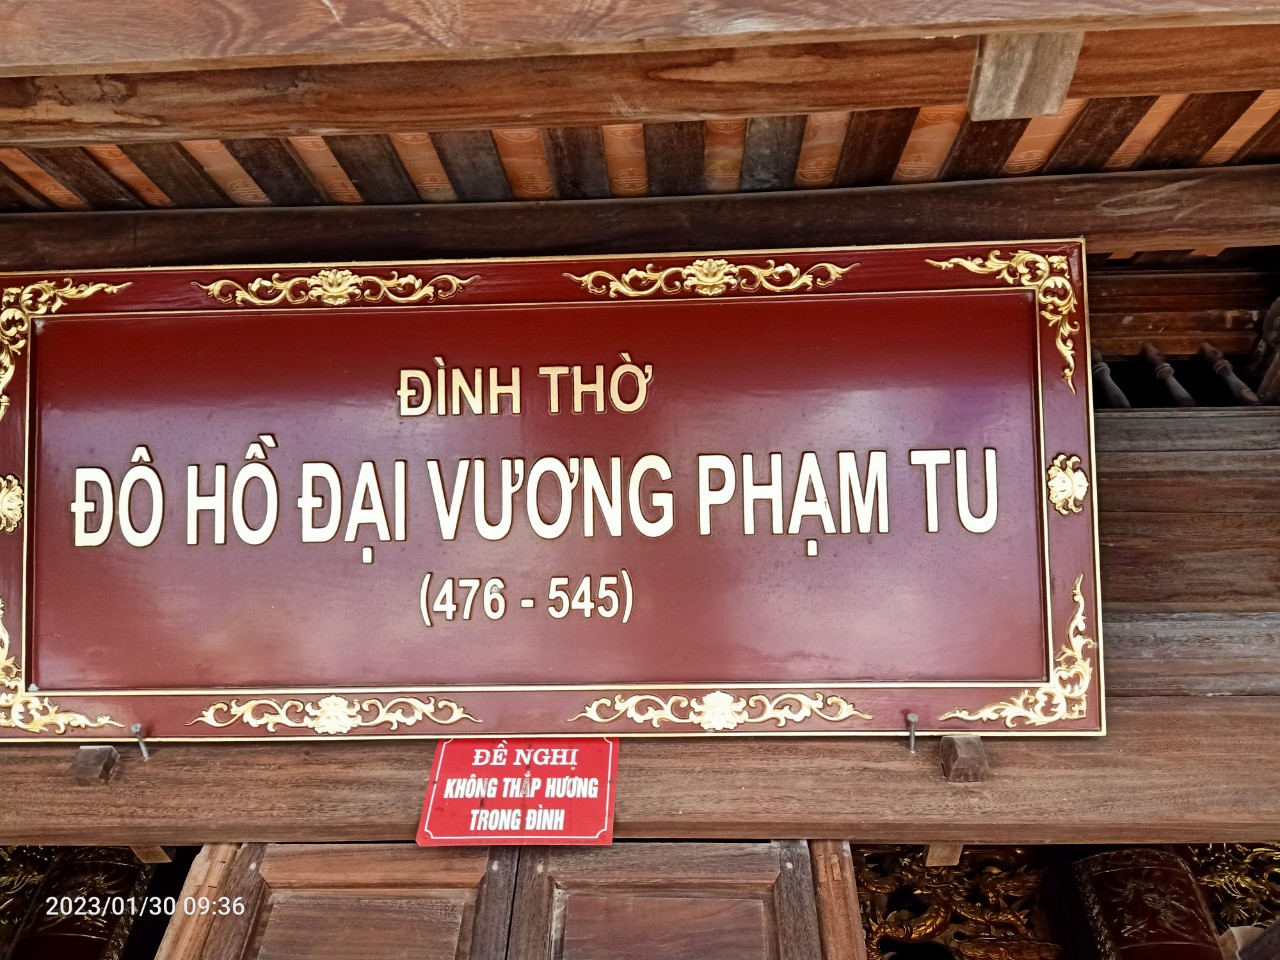 ĐÌNH THỜ
ĐÔ HỒ ĐẠI VƯƠNG PHẠM TU
(476 - 545)
ĐỀ NGHỊ
KHÔNG THẮP HƯƠNG
TRONG ĐÌNH
2023/01/30 09:36